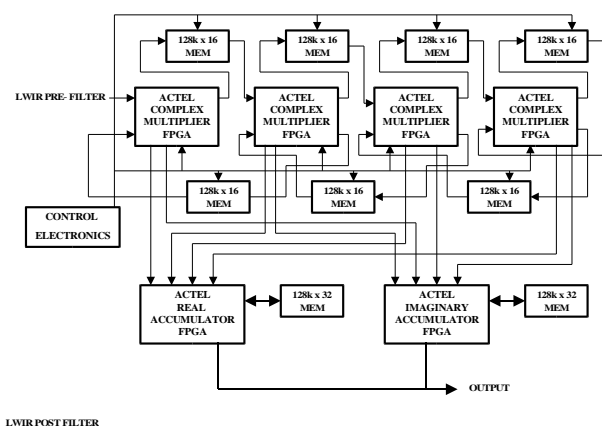 128k x 16
MEM
128k x 16
MEM
128k x 16
MEM
128k x 16
MEM
LWIR PRE- FILTER
ACTEL
COMPLEX
MULTIPLIER
FPGA
ACTEL
COMPLEX
MULTIPLIER
FPGA
ACTEL
COMPLEX
MULTIPLIER
FPGA
ACTEL
COMPLEX
MULTIPLIER
FPGA
128k x 16
MEM
128k x 16
MEM
128k x 16
MEM
CONTROL
ELECTRONICS
ACTEL
REAL
ACCUMULATOR
FPGA
128k x 32
MEM
ACTEL
IMAGINARY
ACCUMULATOR
FPGA
128k x 32
MEM
OUTPUT
LWIR POST FILTER